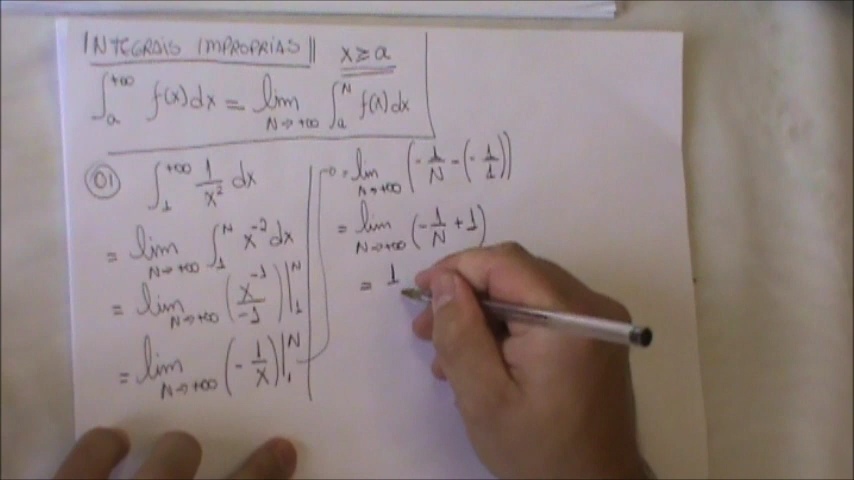 INTEGRAIS IMPROPRIAS || x ≥ a
∫_a^{+∞} f(x)dx = lim_{N→+∞} ∫_a^N f(x)dx
01 ∫_1^{+∞} 1/x² dx
= lim_{N→+∞} ∫_1^N x^{-2} dx
= lim_{N→+∞} (x^{-1}/-1)|_1^N
= lim_{N→+∞} (-1/x)|_1^N
= lim_{N→+∞} (-1/N - (-1/1))
= lim_{N→+∞} (-1/N + 1)
= 1